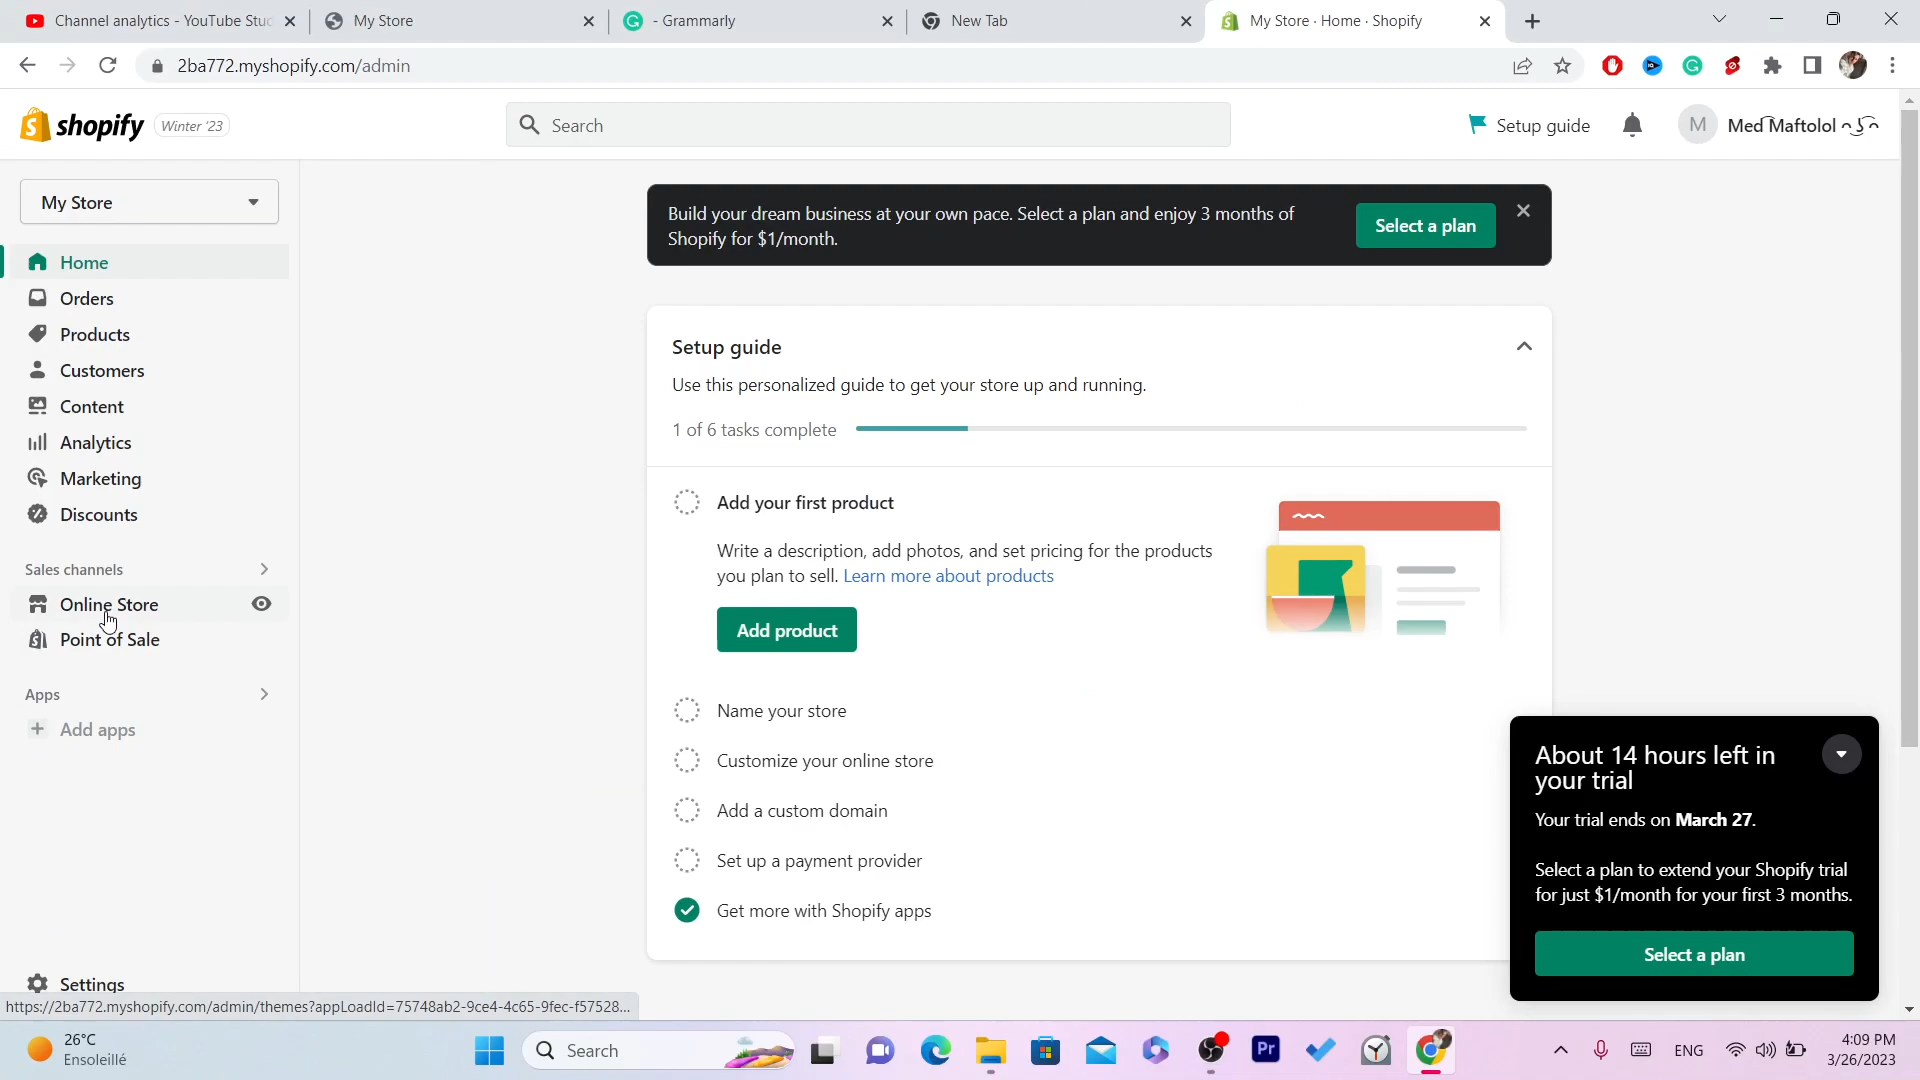 Channel analytics - YouTube Stuc
My Store
- Grammarly
New Tab
My Store · Home · Shopify
2ba772.myshopify.com/admin
shopify
Winter '23
Search
Setup guide
M
Med Maftolol
My Store
Home
Orders
Products
Customers
Content
Analytics
Marketing
Discounts
Sales channels
Online Store
Point of Sale
Apps
Add apps
Settings
https://2ba772.myshopify.com/admin/themes?appLoadId=75748ab2-9ce4-4c65-9fec-f57528...
Build your dream business at your own pace. Select a plan and enjoy 3 months of
Shopify for $1/month.
Select a plan
Setup guide
Use this personalized guide to get your store up and running.
1 of 6 tasks complete
Add your first product
Write a description, add photos, and set pricing for the products
you plan to sell. Learn more about products
Add product
Name your store
Customize your online store
Add a custom domain
Set up a payment provider
Get more with Shopify apps
About 14 hours left in
your trial
Your trial ends on March 27.
Select a plan to extend your Shopify trial
for just $1/month for your first 3 months.
Select a plan
26°C
Ensoleillé
Search
Pr
ENG
4:09 PM
3/26/2023